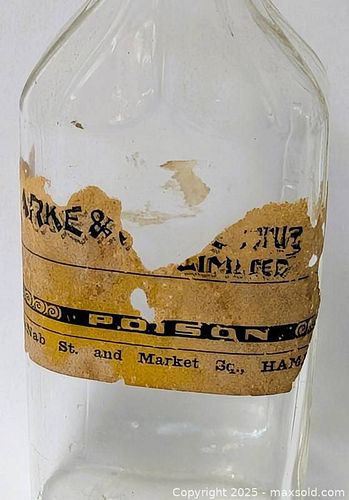 ARKE &
LIMITED
POISON
Nab St. and Market Sq., HAM
Copyright © 2025 - maxsold.com